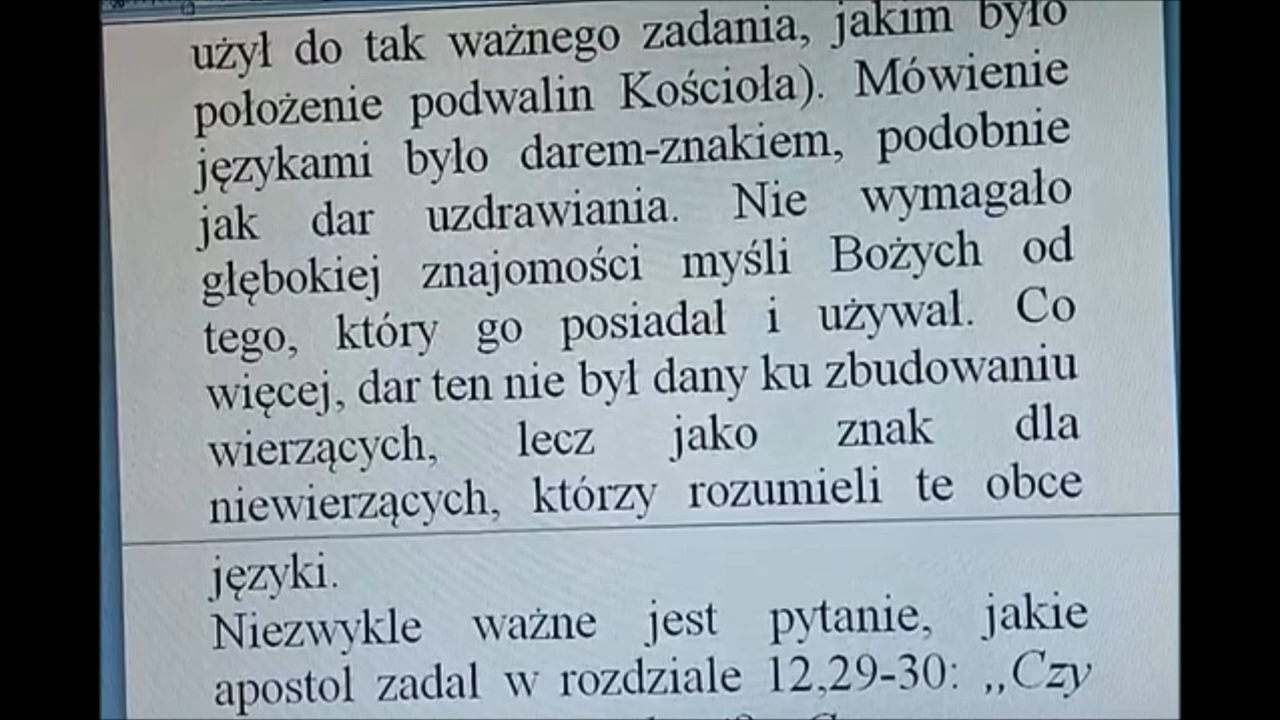 użył do tak ważnego zadania, jakim było
położenie podwalin Kościoła). Mówienie
językami było darem-znakiem, podobnie
jak dar uzdrawiania. Nie wymagało
głębokiej znajomości myśli Bożych od
tego, który go posiadał i używał. Co
więcej, dar ten nie był dany ku zbudowaniu
wierzących, lecz jako znak dla
niewierzących, którzy rozumieli te obce
języki.
Niezwykle ważne jest pytanie, jakie
apostoł zadał w rozdziale 12,29-30: „Czy